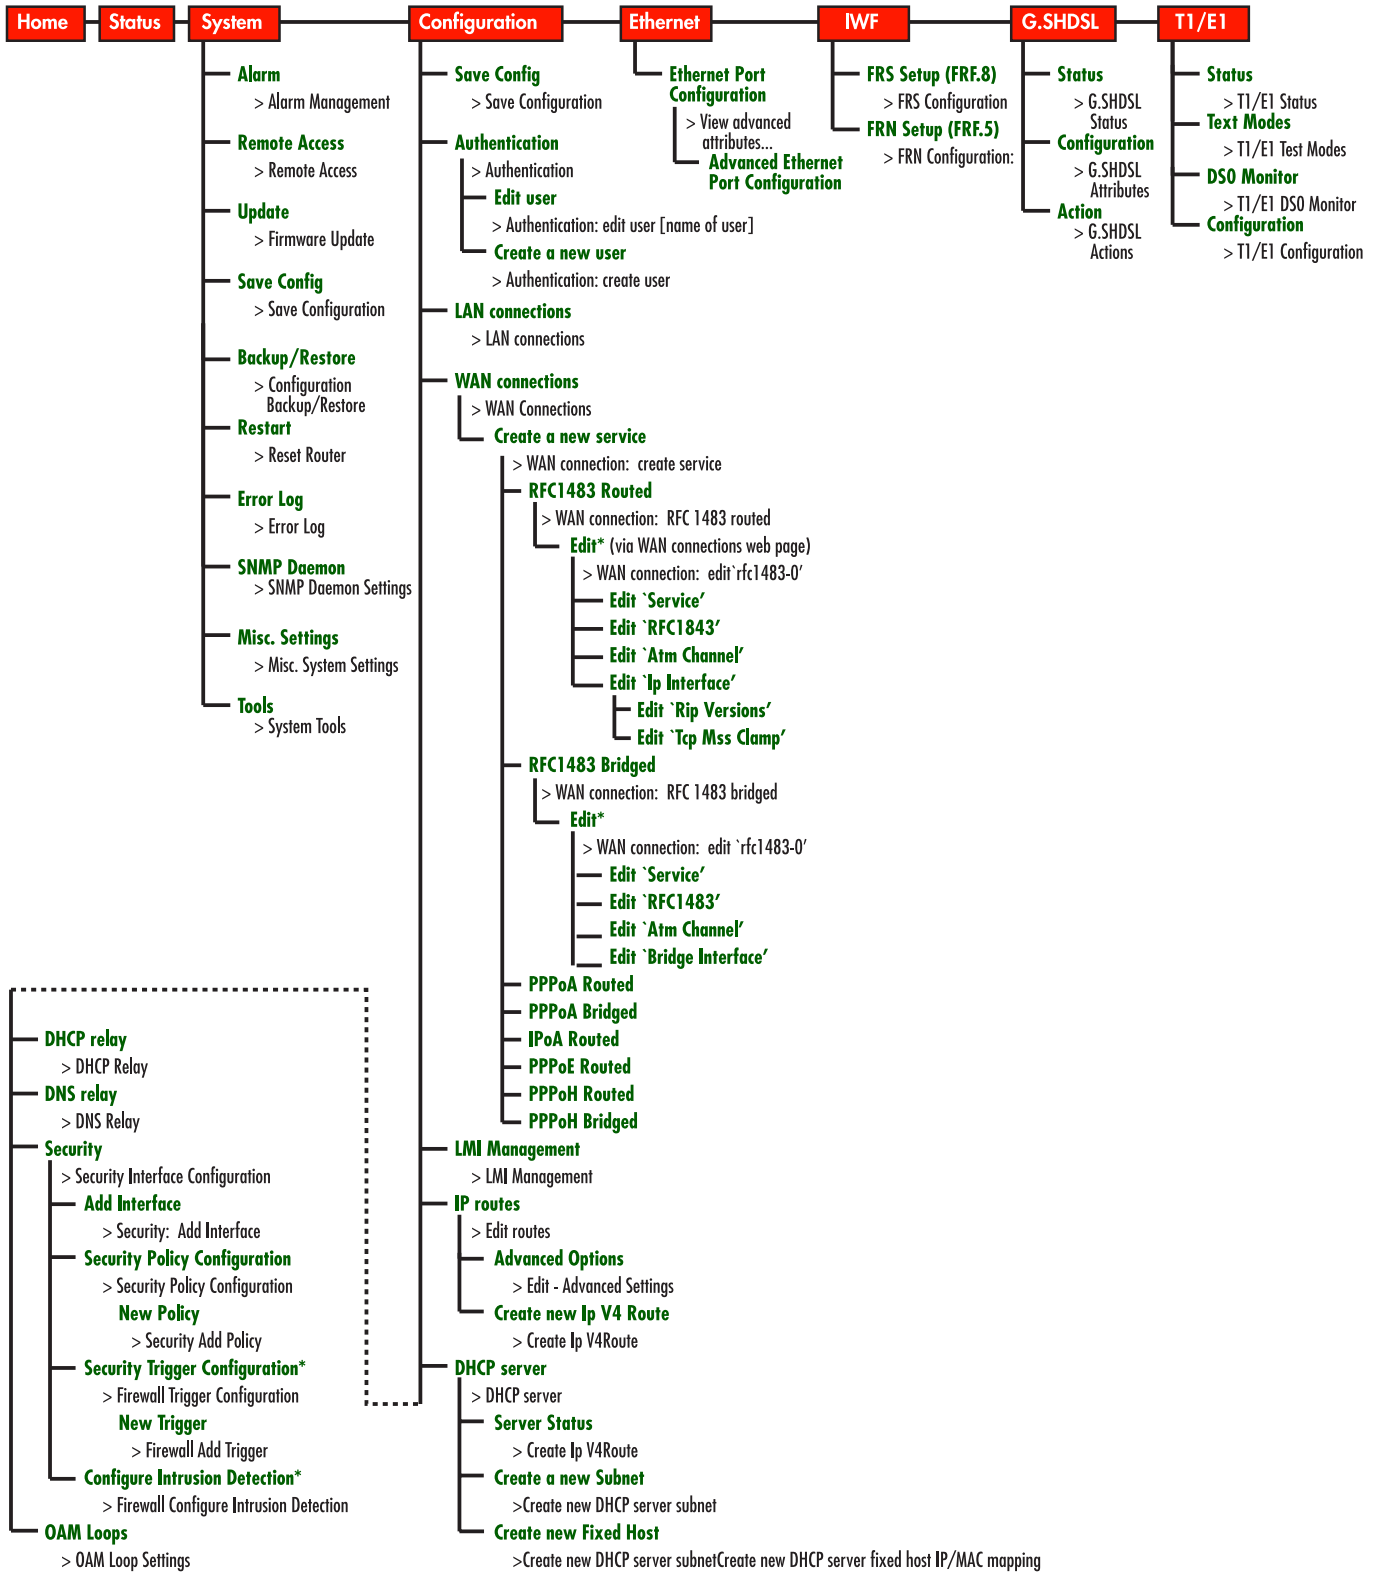 Home
Status
System
Configuration
Ethernet
IWF
G.SHDSL
T1/E1
Alarm
> Alarm Management
Remote Access
> Remote Access
Update
> Firmware Update
Save Config
> Save Configuration
Backup/Restore
> Configuration
Backup/Restore
Restart
> Reset Router
Error Log
> Error Log
SNMP Daemon
> SNMP Daemon Settings
Misc. Settings
> Misc. System Settings
Tools
> System Tools
Save Config
> Save Configuration
Authentication
> Authentication
Edit user
> Authentication: edit user [name of user]
Create a new user
> Authentication: create user
LAN connections
> LAN connections
WAN connections
> WAN Connections
Create a new service
> WAN connection: create service
RFC1483 Routed
> WAN connection: RFC 1483 routed
Edit* (via WAN connections web page)
> WAN connection: edit`rfc1483-0'
Edit `Service'
Edit `RFC1843'
Edit `Atm Channel'
Edit `Ip Interface'
Edit `Rip Versions'
Edit `Tcp Mss Clamp'
RFC1483 Bridged
> WAN connection: RFC 1483 bridged
Edit*
> WAN connection: edit `rfc1483-0'
Edit `Service'
Edit `RFC1483'
Edit `Atm Channel'
Edit `Bridge Interface'
PPPoA Routed
PPPoA Bridged
IPoA Routed
PPPoE Routed
PPPoH Routed
PPPoH Bridged
LMI Management
> LMI Management
IP routes
> Edit routes
Advanced Options
> Edit - Advanced Settings
Create new Ip V4 Route
> Create Ip V4Route
DHCP server
> DHCP server
Server Status
> Create Ip V4Route
Create a new Subnet
>Create new DHCP server subnet
Create new Fixed Host
>Create new DHCP server subnetCreate new DHCP server fixed host IP/MAC mapping
DHCP relay
> DHCP Relay
DNS relay
> DNS Relay
Security
> Security Interface Configuration
Add Interface
> Security: Add Interface
Security Policy Configuration
> Security Policy Configuration
New Policy
> Security Add Policy
Security Trigger Configuration*
> Firewall Trigger Configuration
New Trigger
> Firewall Add Trigger
Configure Intrusion Detection*
> Firewall Configure Intrusion Detection
OAM Loops
> OAM Loop Settings
Ethernet Port
Configuration
> View advanced
attributes...
Advanced Ethernet
Port Configuration
FRS Setup (FRF.8)
> FRS Configuration
FRN Setup (FRF.5)
> FRN Configuration:
Status
> G.SHDSL
Status
Configuration
> G.SHDSL
Attributes
Action
> G.SHDSL
Actions
Status
> T1/E1 Status
Text Modes
> T1/E1 Test Modes
DS0 Monitor
> T1/E1 DS0 Monitor
Configuration
> T1/E1 Configuration